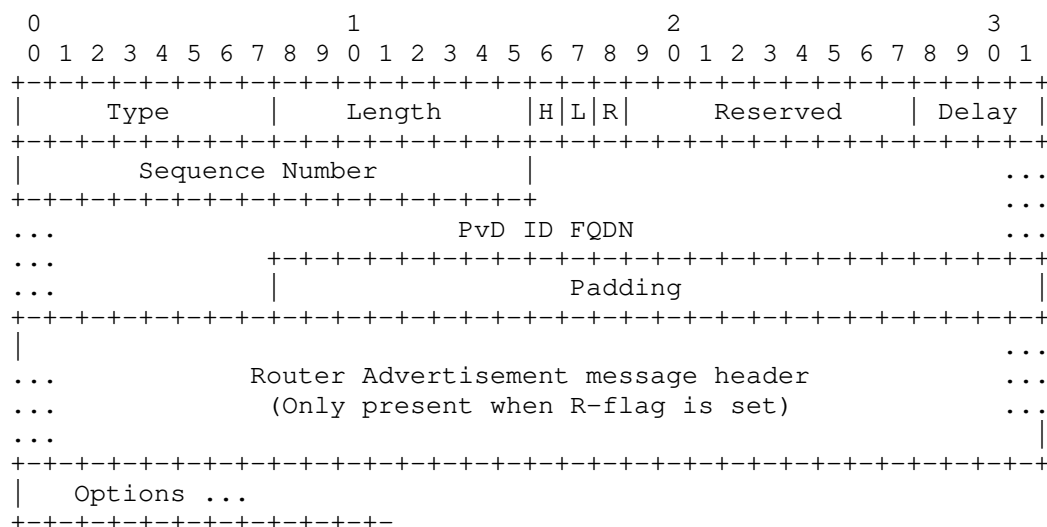 0                   1                   2                   3
 0 1 2 3 4 5 6 7 8 9 0 1 2 3 4 5 6 7 8 9 0 1 2 3 4 5 6 7 8 9 0 1
+-+-+-+-+-+-+-+-+-+-+-+-+-+-+-+-+-+-+-+-+-+-+-+-+-+-+-+-+-+-+-+-+
|     Type      |    Length     |H|L|R|     Reserved    | Delay |
+-+-+-+-+-+-+-+-+-+-+-+-+-+-+-+-+-+-+-+-+-+-+-+-+-+-+-+-+-+-+-+-+
|       Sequence Number         |                             ...
+-+-+-+-+-+-+-+-+-+-+-+-+-+-+-+-+                             ...
...                         PvD ID FQDN                       ...
...             +-+-+-+-+-+-+-+-+-+-+-+-+-+-+-+-+-+-+-+-+-+-+-+-+
...             |                  Padding                      |
+-+-+-+-+-+-+-+-+-+-+-+-+-+-+-+-+-+-+-+-+-+-+-+-+-+-+-+-+-+-+-+-+
|                                                             ...
...            Router Advertisement message header            ...
...             (Only present when R-flag is set)             ...
...                                                             |
+-+-+-+-+-+-+-+-+-+-+-+-+-+-+-+-+-+-+-+-+-+-+-+-+-+-+-+-+-+-+-+-+
|   Options ...
+-+-+-+-+-+-+-+-+-+-+-+-